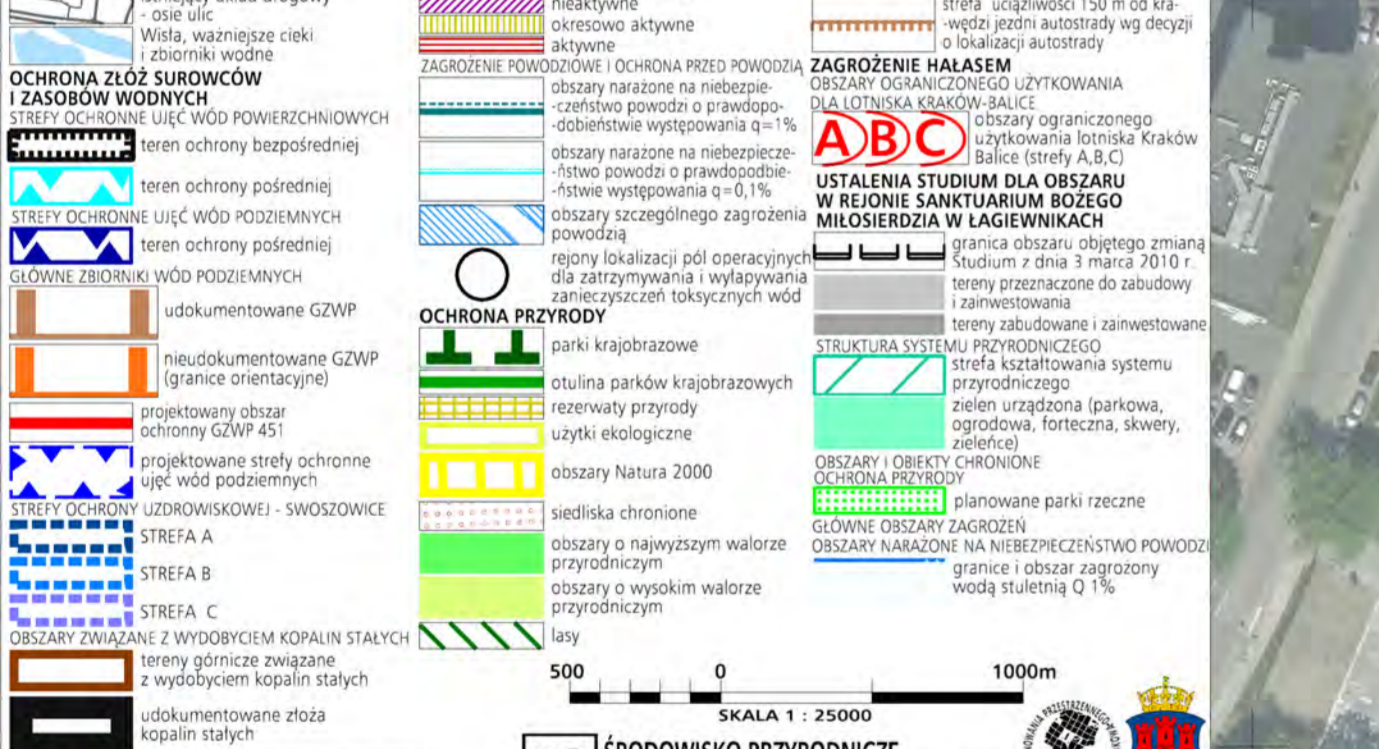 istniejący układ drogowy
- osie ulic
Wisła, ważniejsze cieki
i zbiorniki wodne
OCHRONA ZŁÓŻ SUROWCÓW
I ZASOBÓW WODNYCH
STREFY OCHRONNE UJĘĆ WÓD POWIERZCHNIOWYCH
teren ochrony bezpośredniej
teren ochrony pośredniej
STREFY OCHRONNE UJĘĆ WÓD PODZIEMNYCH
teren ochrony pośredniej
GŁÓWNE ZBIORNIKI WÓD PODZIEMNYCH
udokumentowane GZWP
nieudokumentowane GZWP
(granice orientacyjne)
projektowany obszar
ochronny GZWP 451
projektowane strefy ochronne
ujęć wód podziemnych
STREFY OCHRONY UZDROWISKOWEJ - SWOSZOWICE
STREFA A
STREFA B
STREFA C
OBSZARY ZWIĄZANE Z WYDOBYCIEM KOPALIN STAŁYCH
tereny górnicze związane
z wydobyciem kopalin stałych
udokumentowane złoża
kopalin stałych
nieaktywne
okresowo aktywne
aktywne
ZAGROŻENIE POWODZIOWE I OCHRONA PRZED POWODZIĄ
obszary narażone na niebezpie-
-czeństwo powodzi o prawdopo-
-dobieństwie występowania q=1%
obszary narażone na niebezpiecze-
-ństwo powodzi o prawdopodbie-
-ństwie występowania q=0,1%
obszary szczególnego zagrożenia
powodzią
rejony lokalizacji pól operacyjnych
dla zatrzymywania i wyłapywania
zanieczyszczeń toksycznych wód
OCHRONA PRZYRODY
parki krajobrazowe
otulina parków krajobrazowych
rezerwaty przyrody
użytki ekologiczne
obszary Natura 2000
siedliska chronione
obszary o najwyższym walorze
przyrodniczym
obszary o wysokim walorze
przyrodniczym
lasy
strefa uciążliwości 150 m od kra-
-wędzi jezdni autostrady wg decyzji
o lokalizacji autostrady
ZAGROŻENIE HAŁASEM
OBSZARY OGRANICZONEGO UŻYTKOWANIA
DLA LOTNISKA KRAKÓW-BALICE
A B C
obszary ograniczonego
użytkowania lotniska Kraków
Balice (strefy A,B,C)
USTALENIA STUDIUM DLA OBSZARU
W REJONIE SANKTUARIUM BOŻEGO
MIŁOSIERDZIA W ŁAGIEWNIKACH
granica obszaru objętego zmianą
Studium z dnia 3 marca 2010 r.
tereny przeznaczone do zabudowy
i zainwestowania
tereny zabudowane i zainwestowane
STRUKTURA SYSTEMU PRZYRODNICZEGO
strefa kształtowania systemu
przyrodniczego
zielen urządzona (parkowa,
ogrodowa, forteczna, skwery,
zieleńce)
OBSZARY I OBIEKTY CHRONIONE
OCHRONA PRZYRODY
planowane parki rzeczne
GŁÓWNE OBSZARY ZAGROŻEŃ
OBSZARY NARAŻONE NA NIEBEZPIECZEŃSTWO POWODZI
granice i obszar zagrożony
wodą stuletnią Q 1%
500 0 1000m
SKALA 1 : 25000
ŚRODOWISKO PRZYRODNICZE